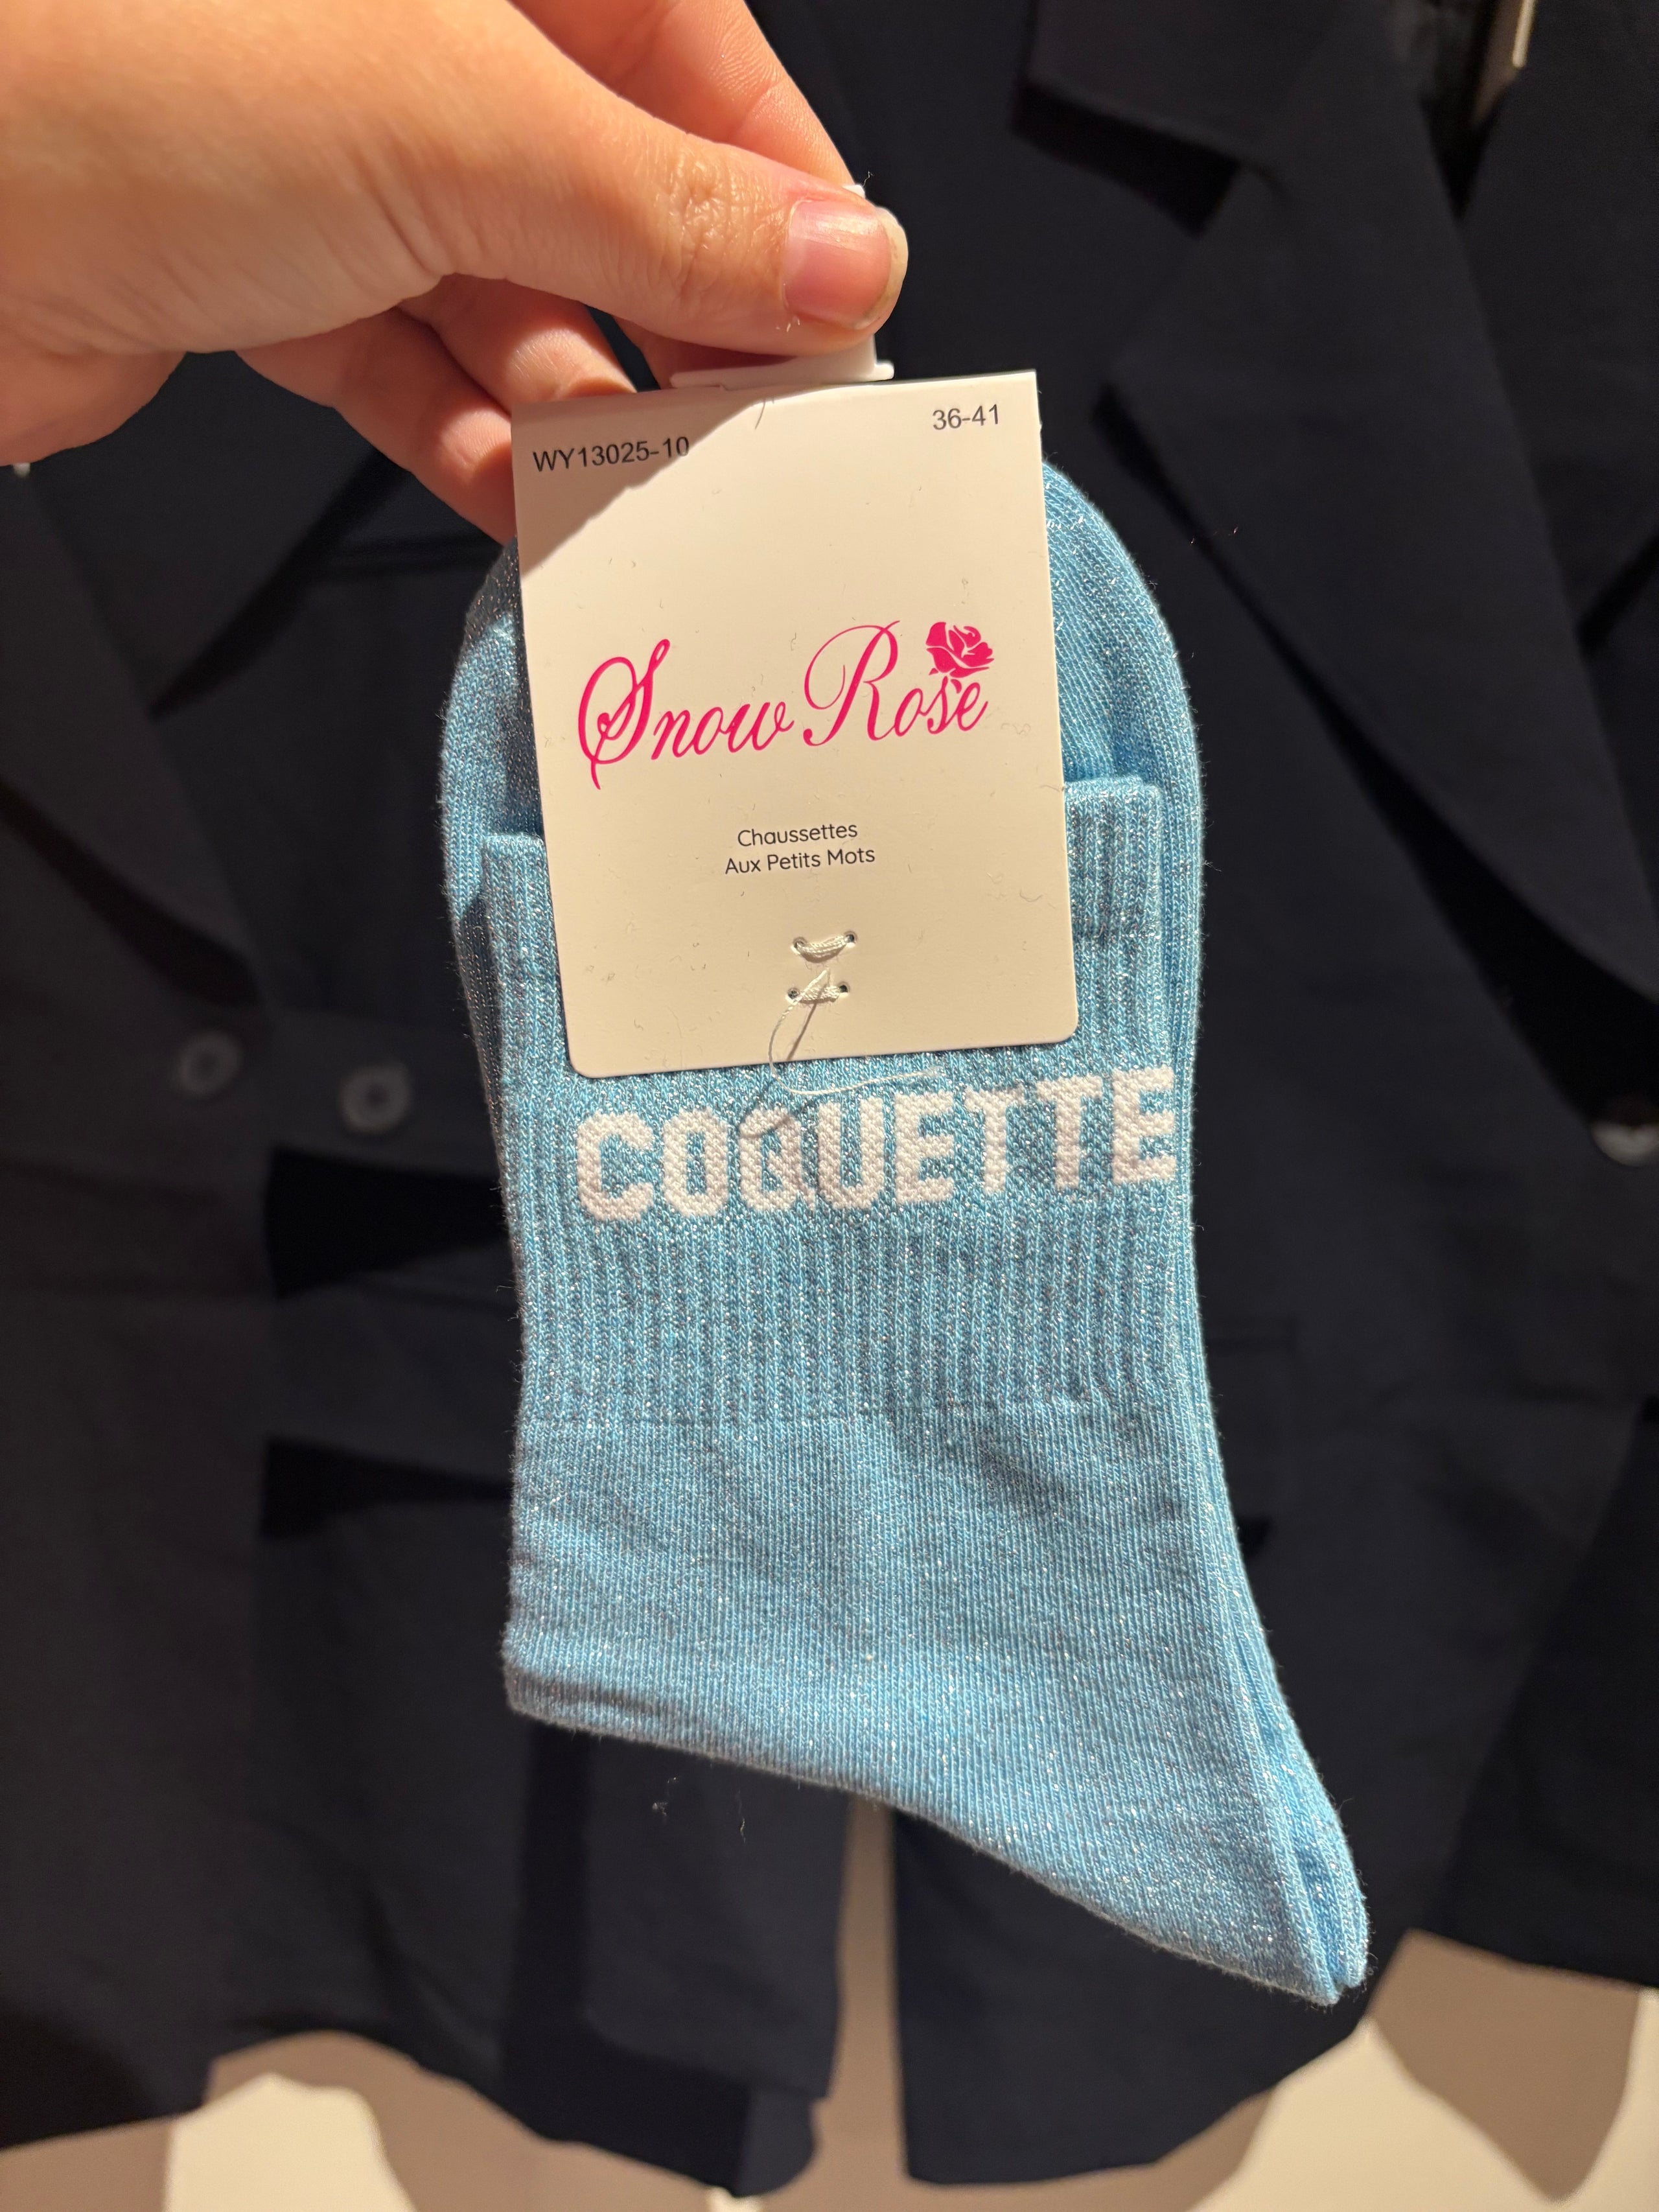 WY13025-10
36-41
Snow Rose
Chaussettes
Aux Petits Mots
COQUETTE